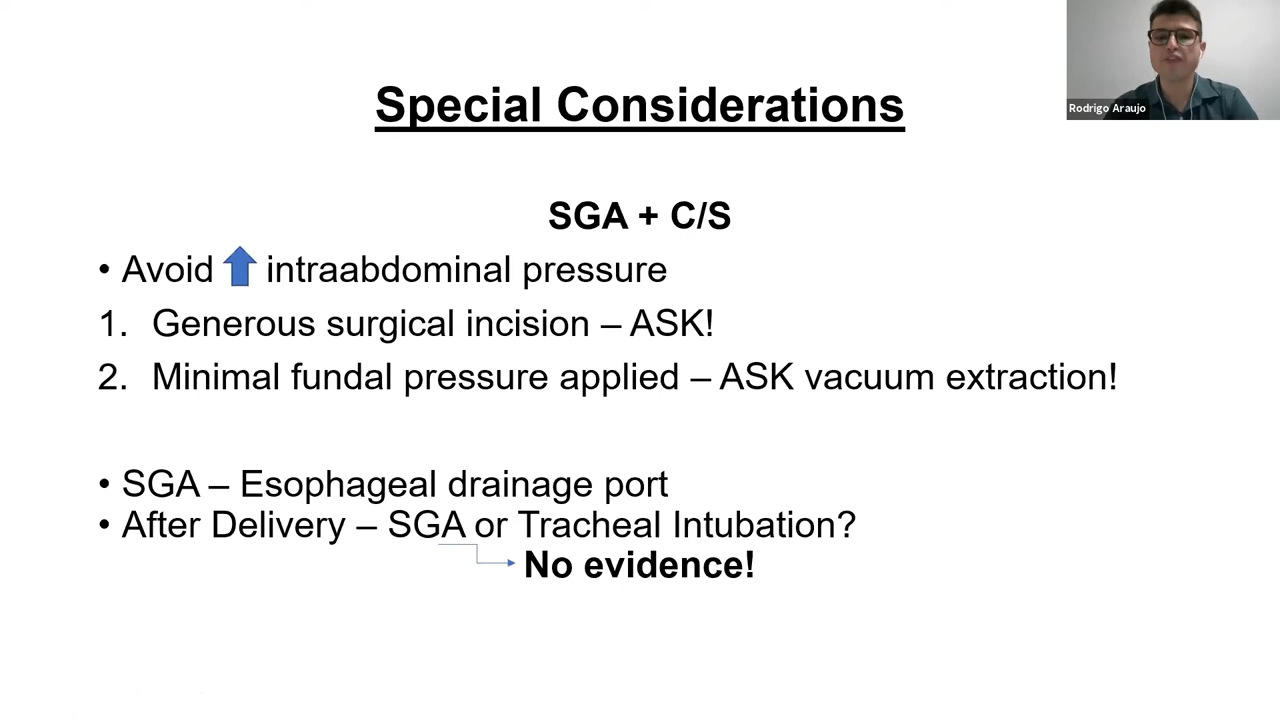 Rodrigo Araujo
Special Considerations
SGA + C/S
• Avoid intraabdominal pressure
1. Generous surgical incision – ASK!
2. Minimal fundal pressure applied – ASK vacuum extraction!
• SGA – Esophageal drainage port
• After Delivery – SGA or Tracheal Intubation?
No evidence!